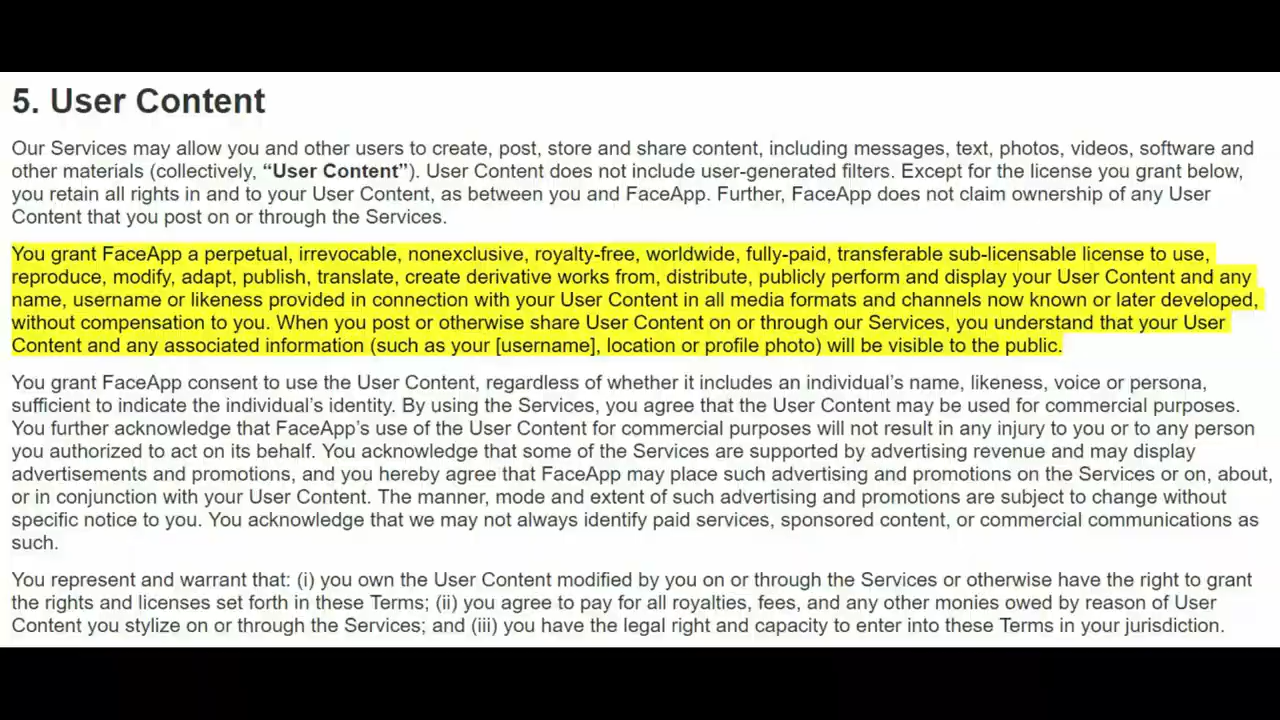 5. User Content
Our Services may allow you and other users to create, post, store and share content, including messages, text, photos, videos, software and
other materials (collectively, “User Content”). User Content does not include user-generated filters. Except for the license you grant below,
you retain all rights in and to your User Content, as between you and FaceApp. Further, FaceApp does not claim ownership of any User
Content that you post on or through the Services.
You grant FaceApp a perpetual, irrevocable, nonexclusive, royalty-free, worldwide, fully-paid, transferable sub-licensable license to use,
reproduce, modify, adapt, publish, translate, create derivative works from, distribute, publicly perform and display your User Content and any
name, username or likeness provided in connection with your User Content in all media formats and channels now known or later developed,
without compensation to you. When you post or otherwise share User Content on or through our Services, you understand that your User
Content and any associated information (such as your [username], location or profile photo) will be visible to the public.
You grant FaceApp consent to use the User Content, regardless of whether it includes an individual’s name, likeness, voice or persona,
sufficient to indicate the individual’s identity. By using the Services, you agree that the User Content may be used for commercial purposes.
You further acknowledge that FaceApp’s use of the User Content for commercial purposes will not result in any injury to you or to any person
you authorized to act on its behalf. You acknowledge that some of the Services are supported by advertising revenue and may display
advertisements and promotions, and you hereby agree that FaceApp may place such advertising and promotions on the Services or on, about,
or in conjunction with your User Content. The manner, mode and extent of such advertising and promotions are subject to change without
specific notice to you. You acknowledge that we may not always identify paid services, sponsored content, or commercial communications as
such.
You represent and warrant that: (i) you own the User Content modified by you on or through the Services or otherwise have the right to grant
the rights and licenses set forth in these Terms; (ii) you agree to pay for all royalties, fees, and any other monies owed by reason of User
Content you stylize on or through the Services; and (iii) you have the legal right and capacity to enter into these Terms in your jurisdiction.